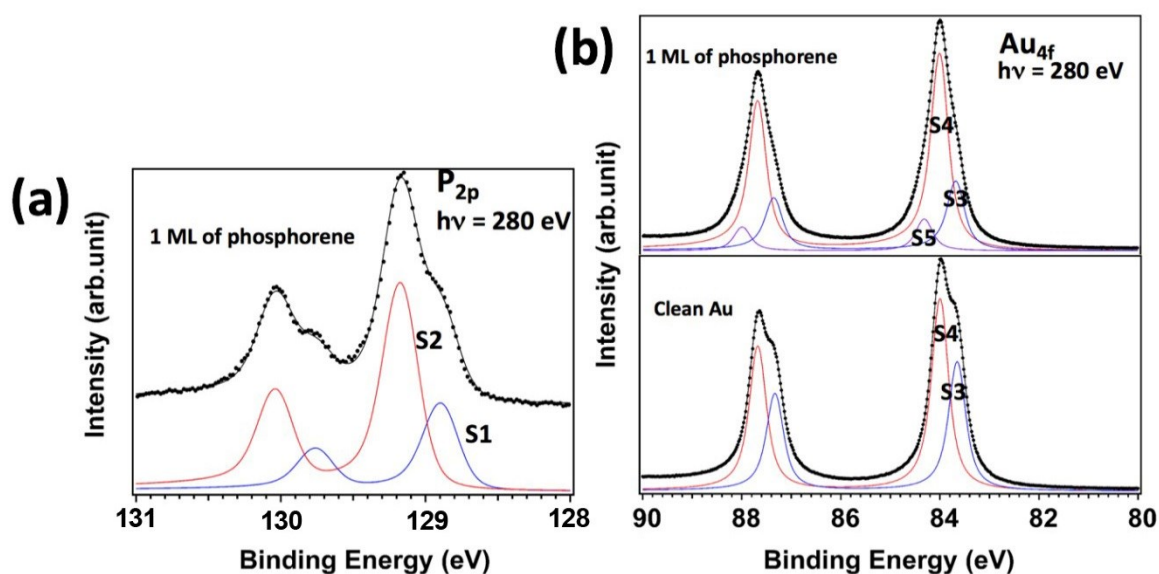 (a)
P2p
hν = 280 eV
1 ML of phosphorene
S2
S1
Intensity (arb.unit)
131 130 129 128
Binding Energy (eV)
(b)
1 ML of phosphorene
Au4f
hν = 280 eV
S4
S3
S5
Clean Au
S4
S3
Intensity (arb.unit)
90 88 86 84 82 80
Binding Energy (eV)